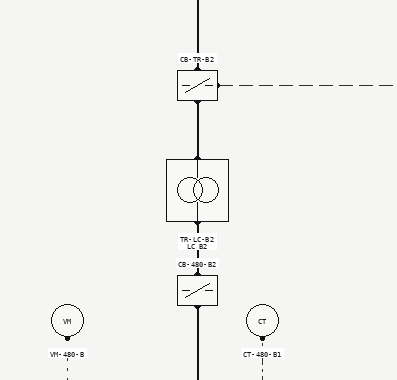 CB-TR-B2
TR-LC-B2
LC B2
CB-480-B2
VM
CT
VM-480-B
CT-480-B1